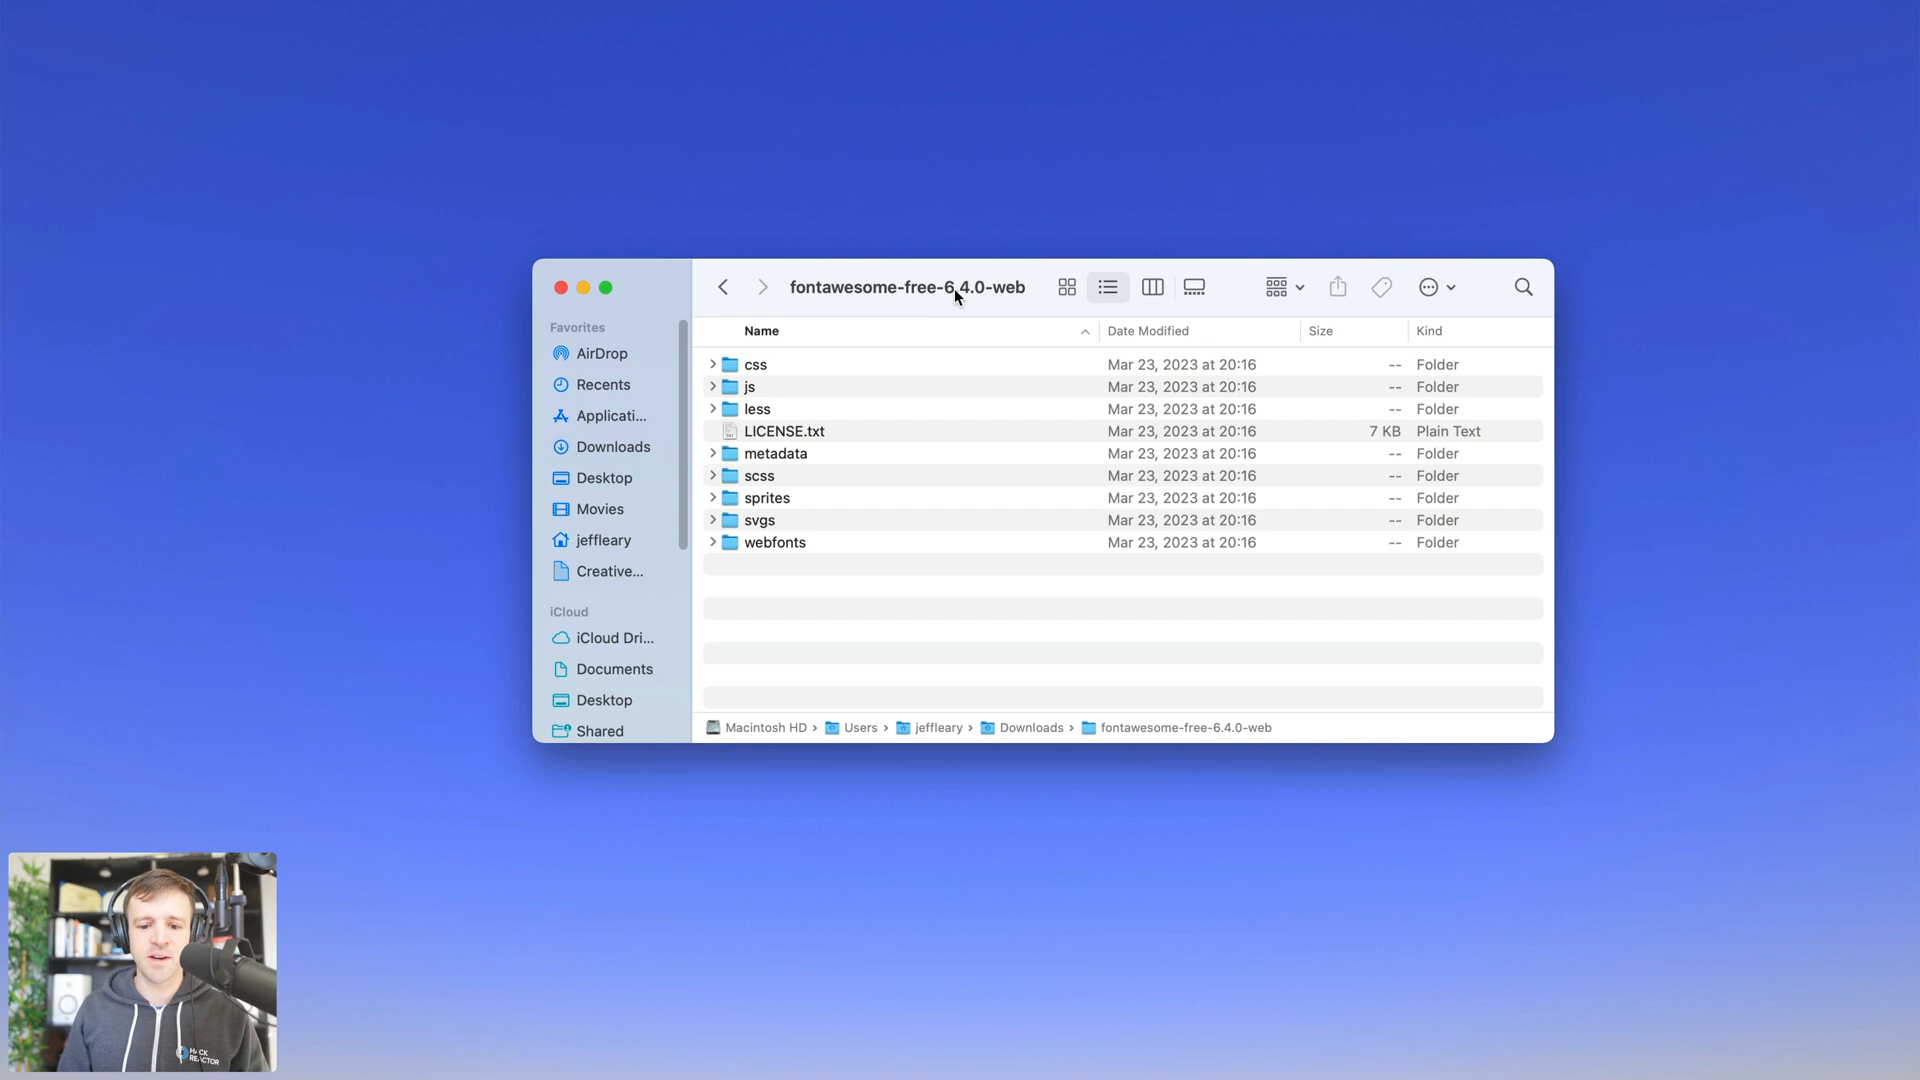 fontawesome-free-6.4.0-web
Favorites
AirDrop
Recents
Applicati...
Downloads
Desktop
Movies
jeffleary
Creative...
iCloud
iCloud Dri...
Documents
Desktop
Shared
Name Date Modified Size Kind
css Mar 23, 2023 at 20:16 -- Folder
js Mar 23, 2023 at 20:16 -- Folder
less Mar 23, 2023 at 20:16 -- Folder
LICENSE.txt Mar 23, 2023 at 20:16 7 KB Plain Text
metadata Mar 23, 2023 at 20:16 -- Folder
scss Mar 23, 2023 at 20:16 -- Folder
sprites Mar 23, 2023 at 20:16 -- Folder
svgs Mar 23, 2023 at 20:16 -- Folder
webfonts Mar 23, 2023 at 20:16 -- Folder
Macintosh HD › Users › jeffleary › Downloads › fontawesome-free-6.4.0-web